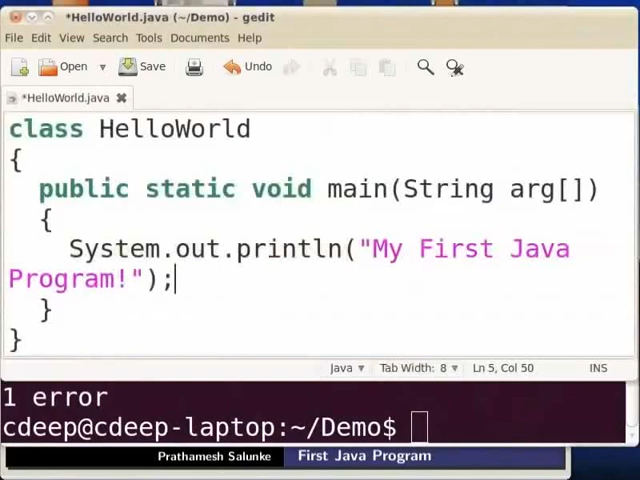 *HelloWorld.java (~/Demo) - gedit
File Edit View Search Tools Documents Help
Open Save Undo
*HelloWorld.java
class HelloWorld
{
public static void main(String arg[])
{
System.out.println("My First Java
Program!");
}
}
Java Tab Width: 8 Ln 5, Col 50 INS
1 error
cdeep@cdeep-laptop:~/Demo$
Prathamesh Salunke First Java Program